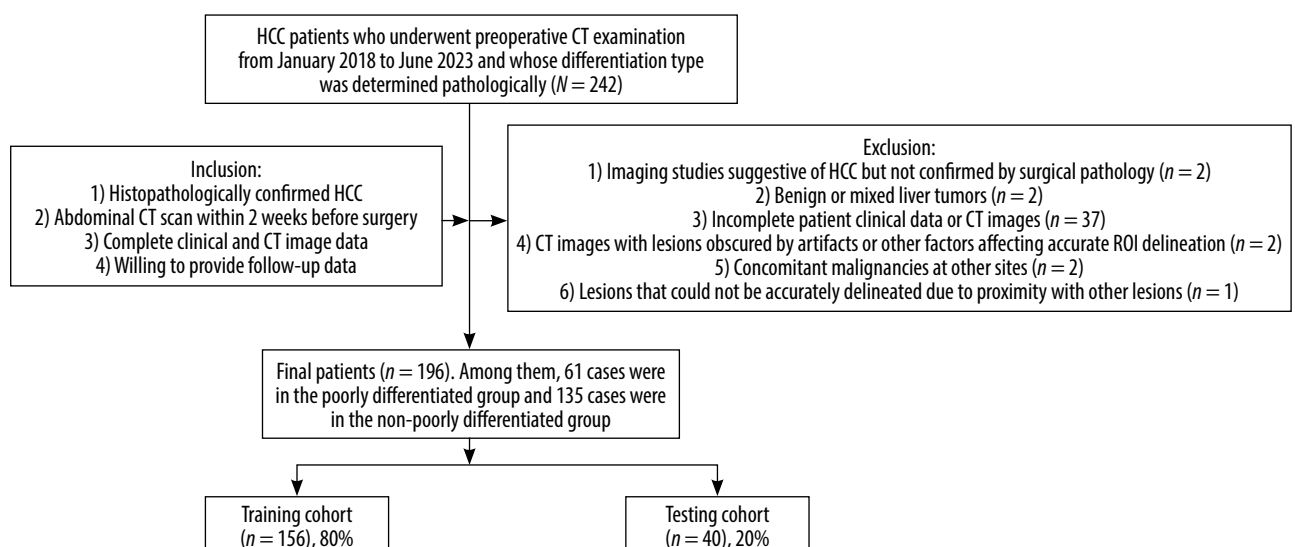 HCC patients who underwent preoperative CT examination
from January 2018 to June 2023 and whose differentiation type
was determined pathologically (N = 242)
Inclusion:
1) Histopathologically confirmed HCC
2) Abdominal CT scan within 2 weeks before surgery
3) Complete clinical and CT image data
4) Willing to provide follow-up data
Exclusion:
1) Imaging studies suggestive of HCC but not confirmed by surgical pathology (n = 2)
2) Benign or mixed liver tumors (n = 2)
3) Incomplete patient clinical data or CT images (n = 37)
4) CT images with lesions obscured by artifacts or other factors affecting accurate ROI delineation (n = 2)
5) Concomitant malignancies at other sites (n = 2)
6) Lesions that could not be accurately delineated due to proximity with other lesions (n = 1)
Final patients (n = 196). Among them, 61 cases were
in the poorly differentiated group and 135 cases were
in the non-poorly differentiated group
Training cohort
(n = 156), 80%
Testing cohort
(n = 40), 20%